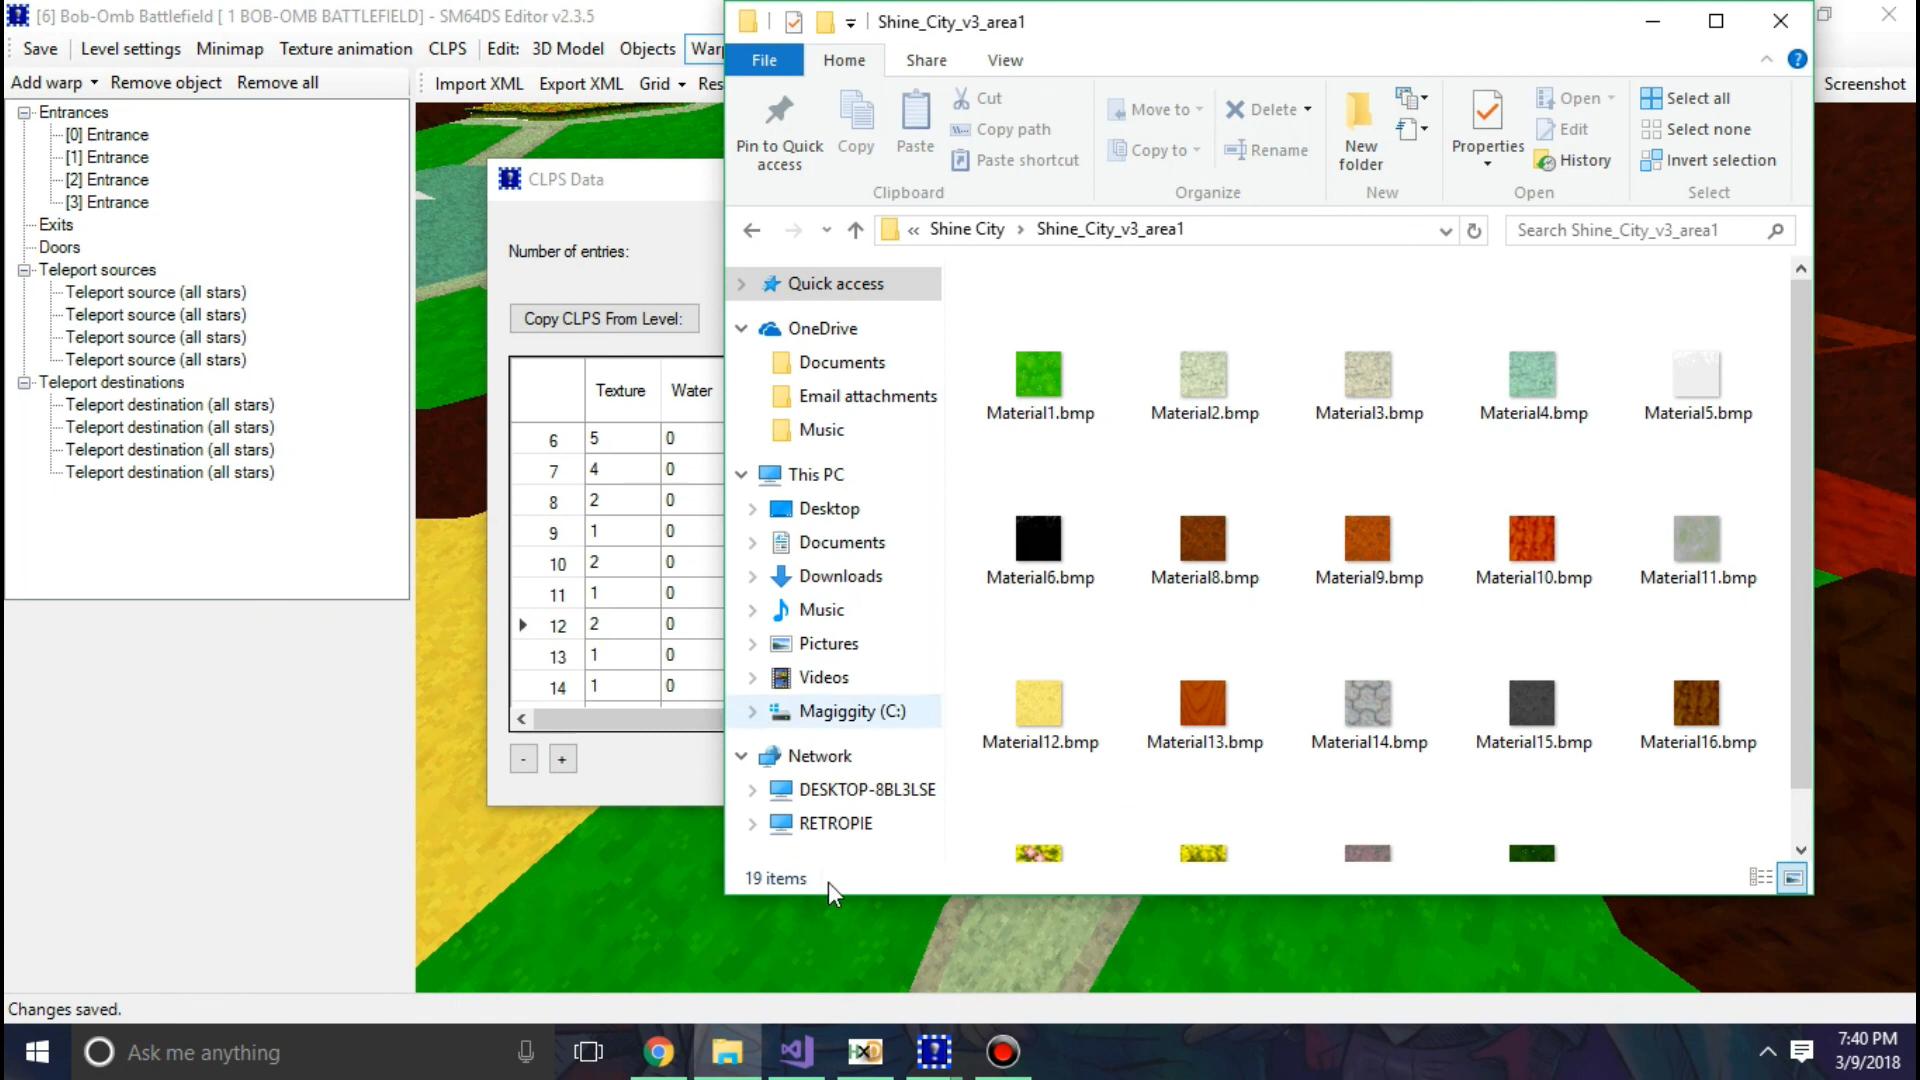 [6] Bob-Omb Battlefield [ 1 BOB-OMB BATTLEFIELD] - SM64DS Editor v2.3.5
Save Level settings Minimap Texture animation CLPS Edit: 3D Model Objects Warp
Add warp Remove object Remove all
Import XML Export XML Grid Res
Screenshot
Entrances
[0] Entrance
[1] Entrance
[2] Entrance
[3] Entrance
Exits
Doors
Teleport sources
Teleport source (all stars)
Teleport source (all stars)
Teleport source (all stars)
Teleport source (all stars)
Teleport destinations
Teleport destination (all stars)
Teleport destination (all stars)
Teleport destination (all stars)
Teleport destination (all stars)
CLPS Data
Number of entries:
Copy CLPS From Level:
Texture Water
6 5 0
7 4 0
8 2 0
9 1 0
10 2 0
11 1 0
12 2 0
13 1 0
14 1 0
- +
Shine_City_v3_area1
File Home Share View
Pin to Quick access
Copy
Paste
Cut
Copy path
Paste shortcut
Clipboard
Move to
Copy to
Delete
Rename
Organize
New folder
New
Properties
Open
Edit
History
Open
Select all
Select none
Invert selection
Select
« Shine City › Shine_City_v3_area1
Search Shine_City_v3_area1
Quick access
OneDrive
Documents
Email attachments
Music
This PC
Desktop
Documents
Downloads
Music
Pictures
Videos
Magiggity (C:)
Network
DESKTOP-8BL3LSE
RETROPIE
Material1.bmp Material2.bmp Material3.bmp Material4.bmp Material5.bmp
Material6.bmp Material8.bmp Material9.bmp Material10.bmp Material11.bmp
Material12.bmp Material13.bmp Material14.bmp Material15.bmp Material16.bmp
19 items
Changes saved.
Ask me anything
HXD
7:40 PM
3/9/2018